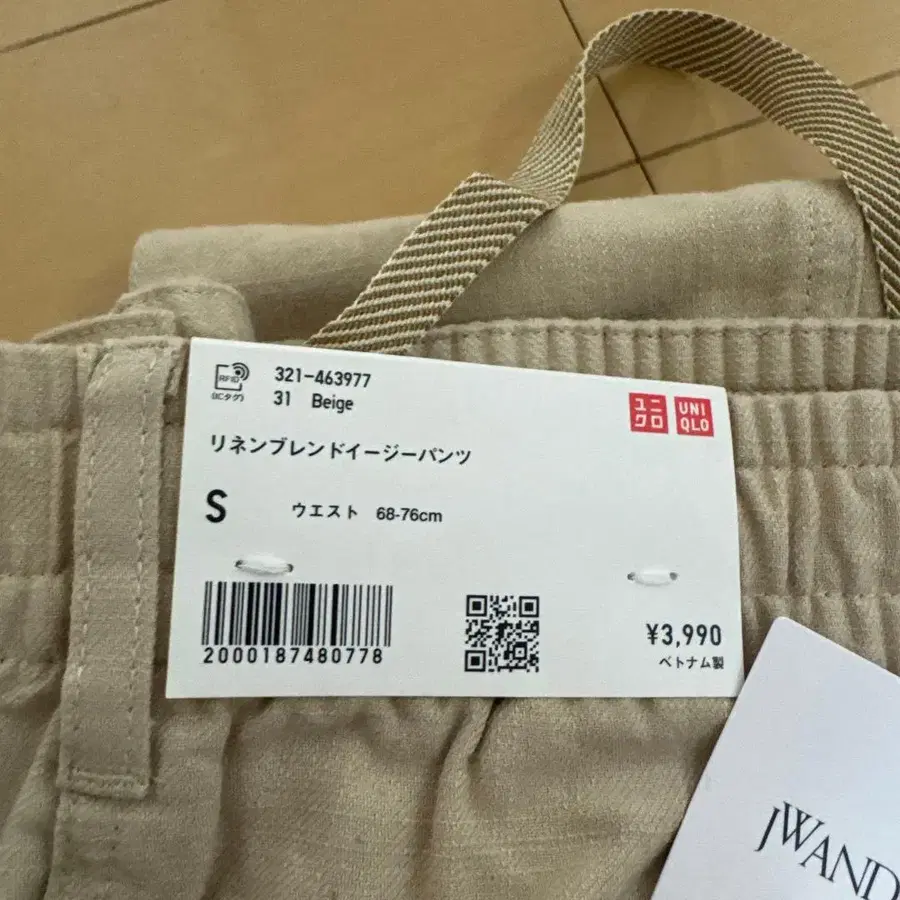 RFID
(ICタグ)
321-463977
31 Beige
ユニ
クロ
UNI
QLO
リネンブレンドイージーパンツ
S ウエスト 68-76cm
2000187480778
¥3,990
ベトナム製
JWAND